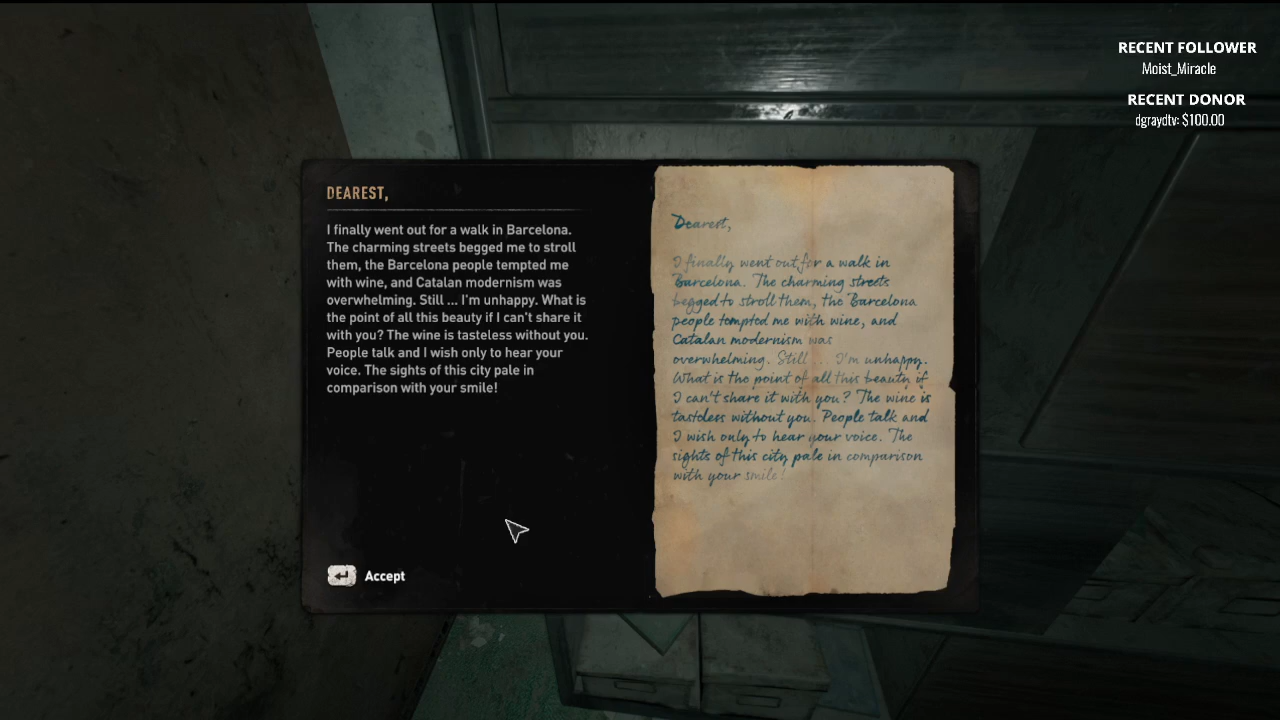 RECENT FOLLOWER
Moist_Miracle
RECENT DONOR
dgraydtv: $100.00
DEAREST,
I finally went out for a walk in Barcelona.
The charming streets begged me to stroll
them, the Barcelona people tempted me
with wine, and Catalan modernism was
overwhelming. Still ... I'm unhappy. What is
the point of all this beauty if I can't share it
with you? The wine is tasteless without you.
People talk and I wish only to hear your
voice. The sights of this city pale in
comparison with your smile!
Accept
Dearest,
I finally went out for a walk in
Barcelona. The charming streets
begged to stroll them, the Barcelona
people tempted me with wine, and
Catalan modernism was
overwhelming. Still ... I'm unhappy.
What is the point of all this beauty if
I can't share it with you? The wine is
tasteless without you. People talk and
I wish only to hear your voice. The
sights of this city pale in comparison
with your smile!